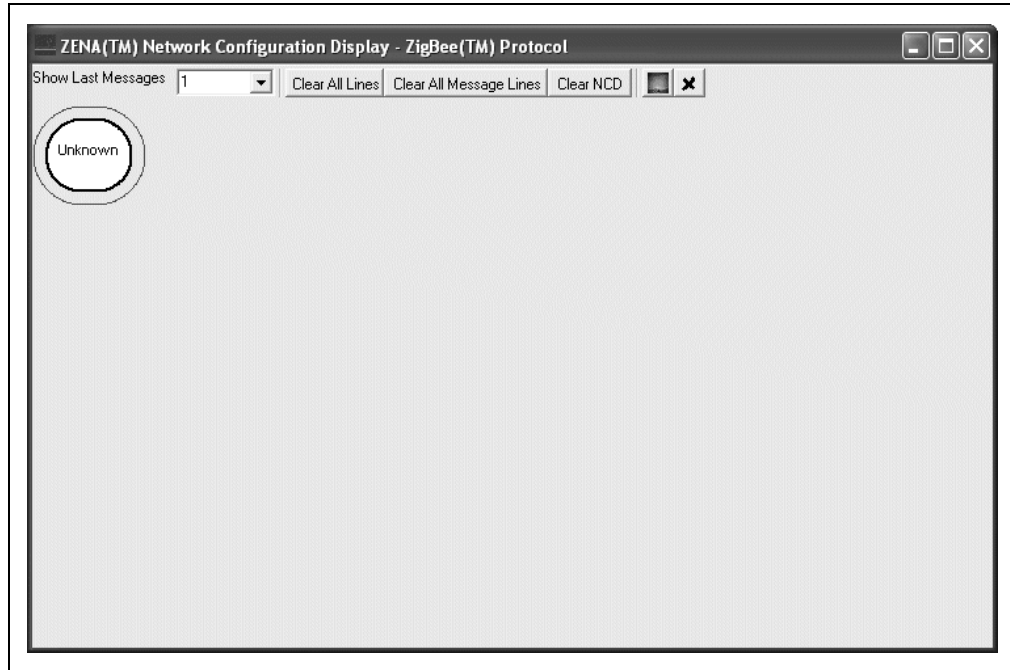 ZENA(TM) Network Configuration Display - ZigBee(TM) Protocol
Show Last Messages 1 Clear All Lines Clear All Message Lines Clear NCD
Unknown